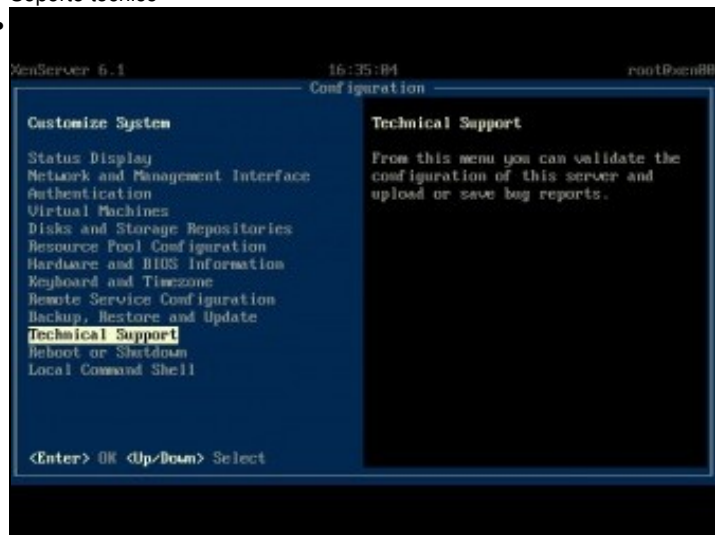 XenServer 6.1 16:35:04 root@xen00
Configuration
Customize System
Status Display
Network and Management Interface
Authentication
Virtual Machines
Disks and Storage Repositories
Resource Pool Configuration
Hardware and BIOS Information
Keyboard and Timezone
Remote Service Configuration
Backup, Restore and Update
Technical Support
Reboot or Shutdown
Local Command Shell
<Enter> OK <Up/Down> Select
Technical Support
From this menu you can validate the
configuration of this server and
upload or save bug reports.